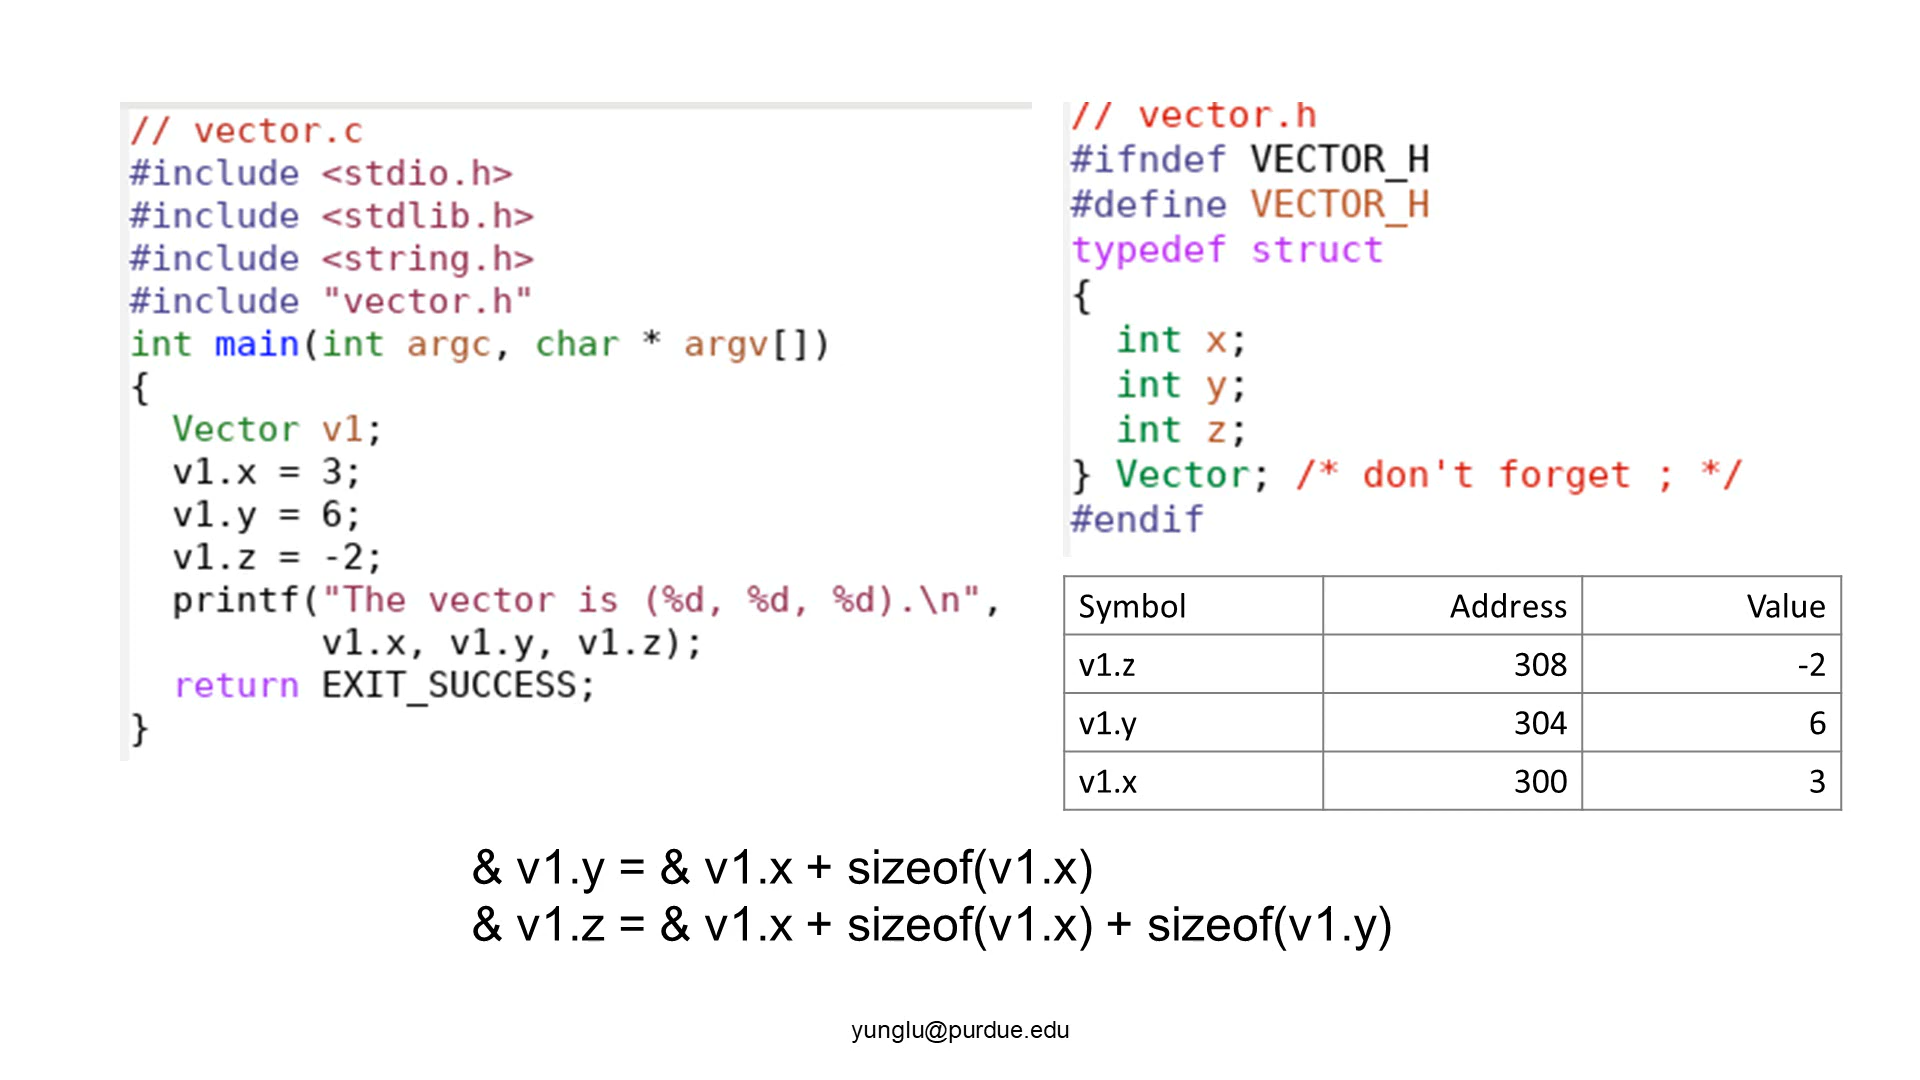 // vector.c
#include <stdio.h>
#include <stdlib.h>
#include <string.h>
#include "vector.h"
int main(int argc, char * argv[])
{
  Vector v1;
  v1.x = 3;
  v1.y = 6;
  v1.z = -2;
  printf("The vector is (%d, %d, %d).\n",
         v1.x, v1.y, v1.z);
  return EXIT_SUCCESS;
}
// vector.h
#ifndef VECTOR_H
#define VECTOR_H
typedef struct
{
  int x;
  int y;
  int z;
} Vector; /* don't forget ; */
#endif
Symbol Address Value
v1.z 308 -2
v1.y 304 6
v1.x 300 3
& v1.y = & v1.x + sizeof(v1.x)
& v1.z = & v1.x + sizeof(v1.x) + sizeof(v1.y)
yunglu@purdue.edu